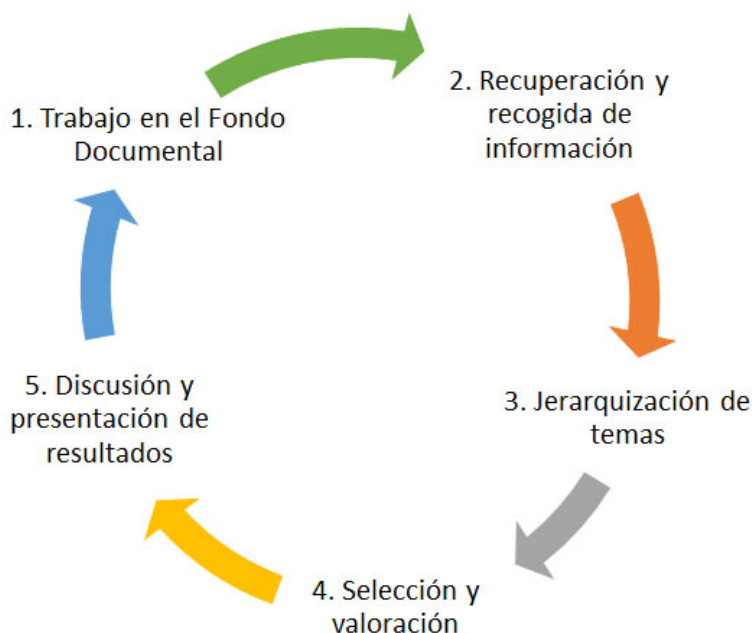 1. Trabajo en el Fondo
Documental
2. Recuperación y
recogida de
información
3. Jerarquización de
temas
4. Selección y
valoración
5. Discusión y
presentación de
resultados